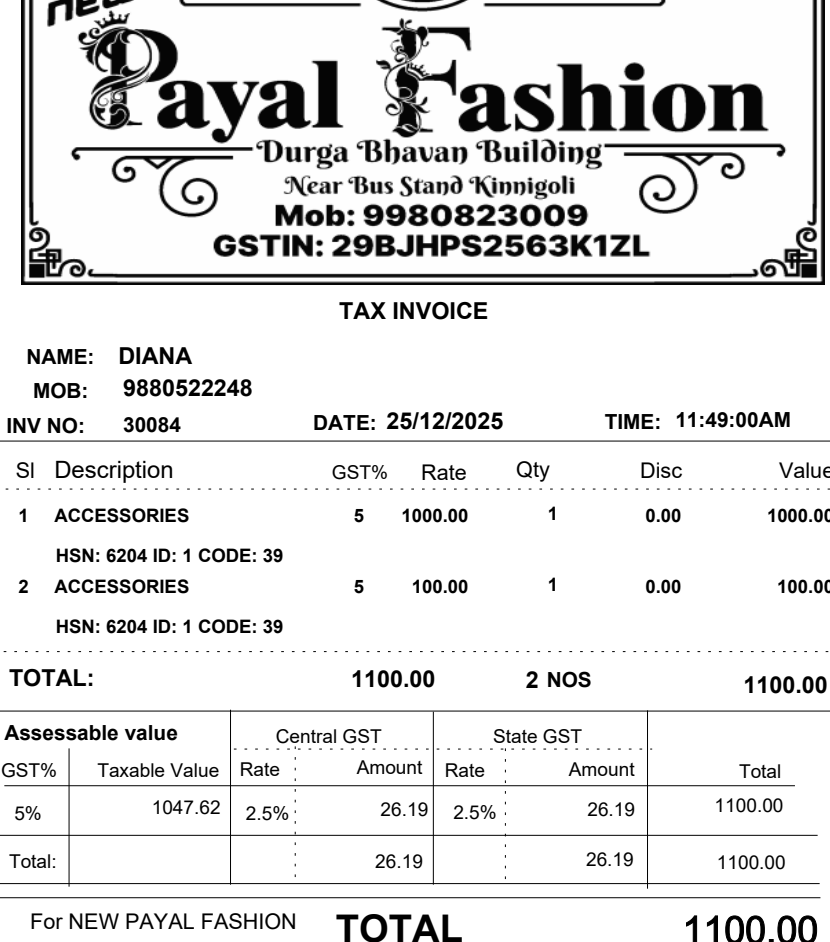 new
Payal Fashion
Durga Bhavan Building
Near Bus Stand Kinnigoli
Mob: 9980823009
GSTIN: 29BJHPS2563K1ZL
TAX INVOICE
NAME: DIANA
MOB: 9880522248
INV NO: 30084 DATE: 25/12/2025 TIME: 11:49:00AM
Sl Description GST% Rate Qty Disc Value
1 ACCESSORIES 5 1000.00 1 0.00 1000.00
HSN: 6204 ID: 1 CODE: 39
2 ACCESSORIES 5 100.00 1 0.00 100.00
HSN: 6204 ID: 1 CODE: 39
TOTAL: 1100.00 2 NOS 1100.00
Assessable value Central GST State GST
GST% Taxable Value Rate Amount Rate Amount Total
5% 1047.62 2.5% 26.19 2.5% 26.19 1100.00
Total: 26.19 26.19 1100.00
For NEW PAYAL FASHION TOTAL 1100.00